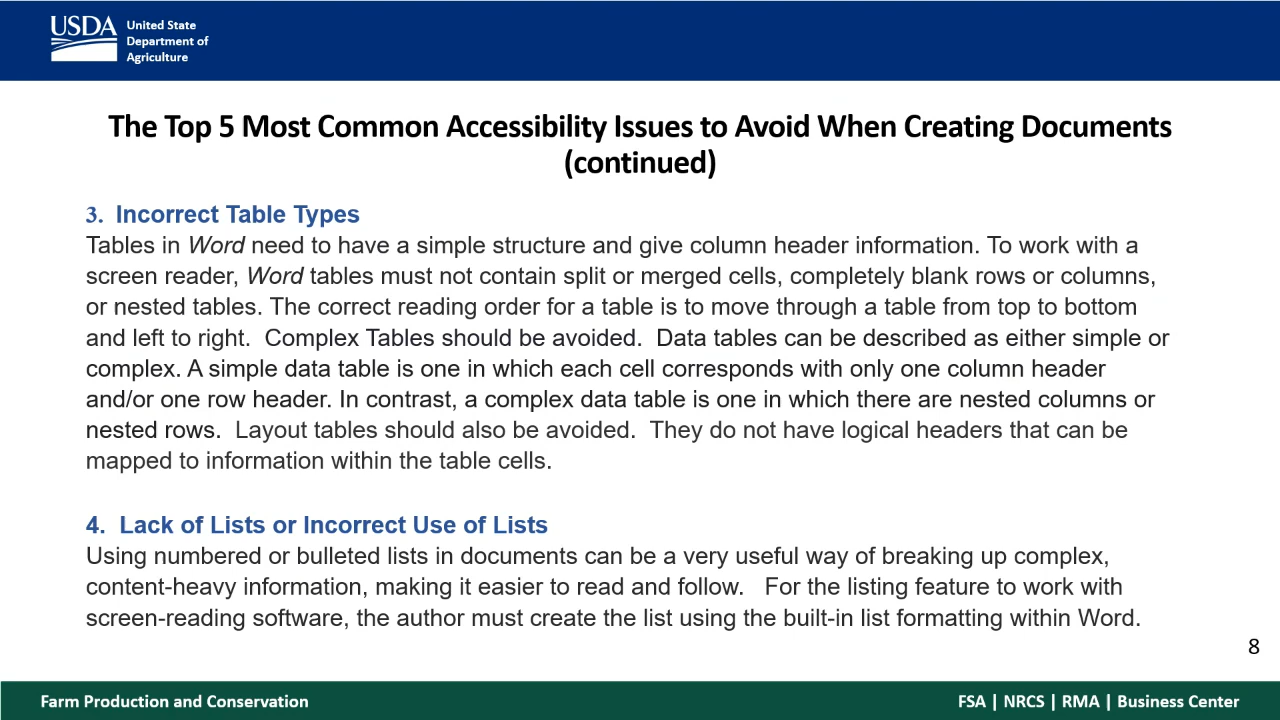 USDA
United State
Department of
Agriculture
The Top 5 Most Common Accessibility Issues to Avoid When Creating Documents
(continued)
3.  Incorrect Table Types
Tables in Word need to have a simple structure and give column header information. To work with a
screen reader, Word tables must not contain split or merged cells, completely blank rows or columns,
or nested tables. The correct reading order for a table is to move through a table from top to bottom
and left to right.  Complex Tables should be avoided.  Data tables can be described as either simple or
complex. A simple data table is one in which each cell corresponds with only one column header
and/or one row header. In contrast, a complex data table is one in which there are nested columns or
nested rows.  Layout tables should also be avoided.  They do not have logical headers that can be
mapped to information within the table cells.
4.  Lack of Lists or Incorrect Use of Lists
Using numbered or bulleted lists in documents can be a very useful way of breaking up complex,
content-heavy information, making it easier to read and follow.   For the listing feature to work with
screen-reading software, the author must create the list using the built-in list formatting within Word.
8
Farm Production and Conservation
FSA | NRCS | RMA | Business Center